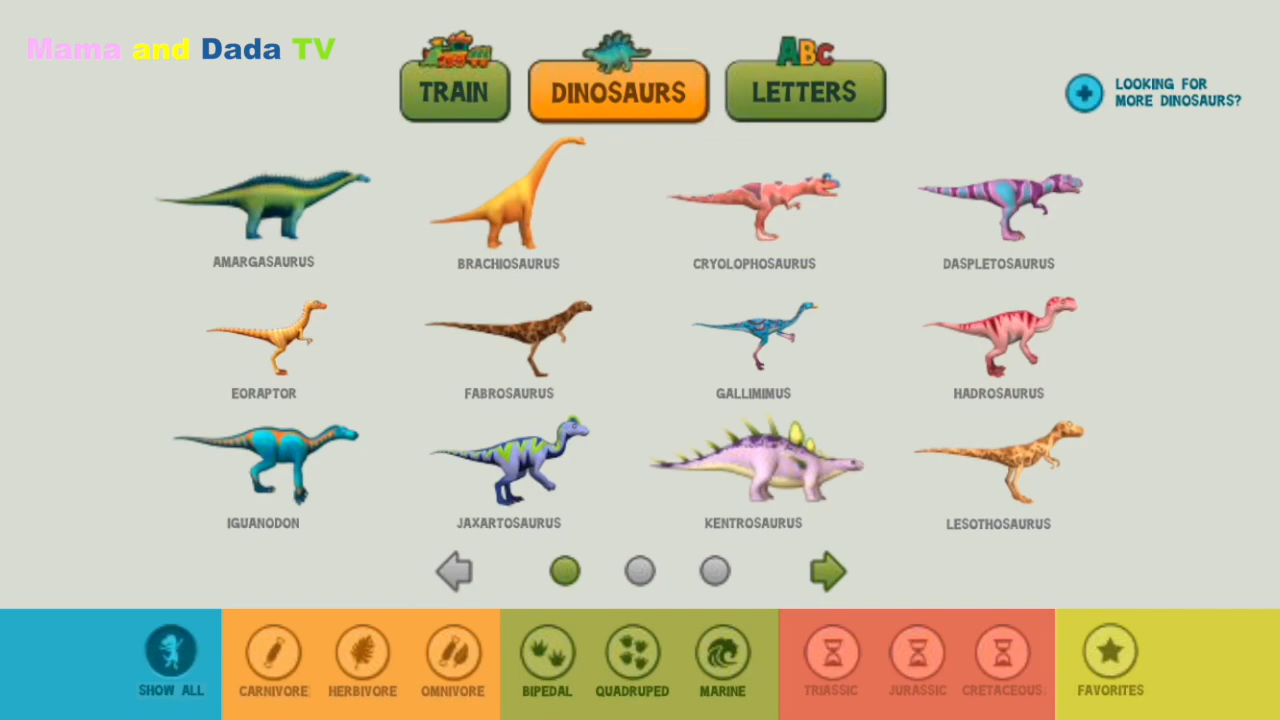 Mama and Dada TV
ABC
TRAIN
DINOSAURS
LETTERS
LOOKING FOR
MORE DINOSAURS?
AMARGASAURUS
BRACHIOSAURUS
CRYOLOPHOSAURUS
DASPLETOSAURUS
EORAPTOR
FABROSAURUS
GALLIMIMUS
HADROSAURUS
IGUANODON
JAXARTOSAURUS
KENTROSAURUS
LESOTHOSAURUS
SHOW ALL
CARNIVORE
HERBIVORE
OMNIVORE
BIPEDAL
QUADRUPED
MARINE
TRIASSIC
JURASSIC
CRETACEOUS
FAVORITES